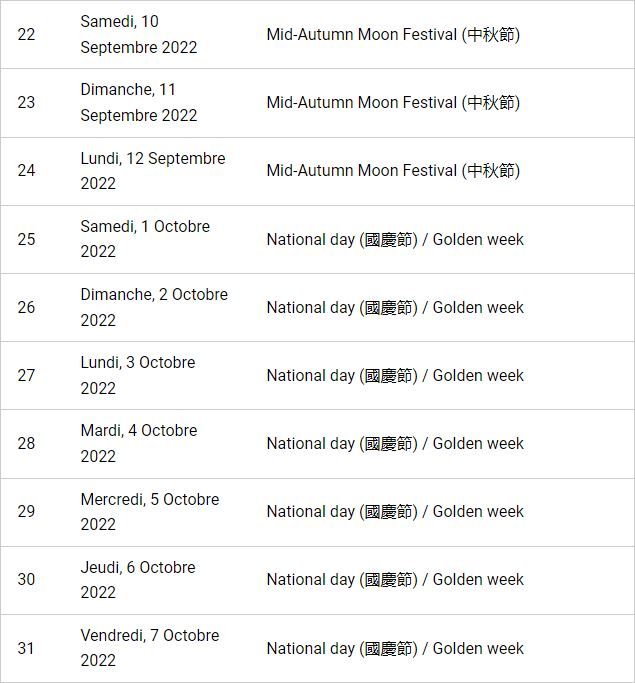 22
Samedi, 10
Septembre 2022
Mid-Autumn Moon Festival (中秋節)
23
Dimanche, 11
Septembre 2022
Mid-Autumn Moon Festival (中秋節)
24
Lundi, 12 Septembre
2022
Mid-Autumn Moon Festival (中秋節)
25
Samedi, 1 Octobre
2022
National day (國慶節) / Golden week
26
Dimanche, 2 Octobre
2022
National day (國慶節) / Golden week
27
Lundi, 3 Octobre
2022
National day (國慶節) / Golden week
28
Mardi, 4 Octobre
2022
National day (國慶節) / Golden week
29
Mercredi, 5 Octobre
2022
National day (國慶節) / Golden week
30
Jeudi, 6 Octobre
2022
National day (國慶節) / Golden week
31
Vendredi, 7 Octobre
2022
National day (國慶節) / Golden week